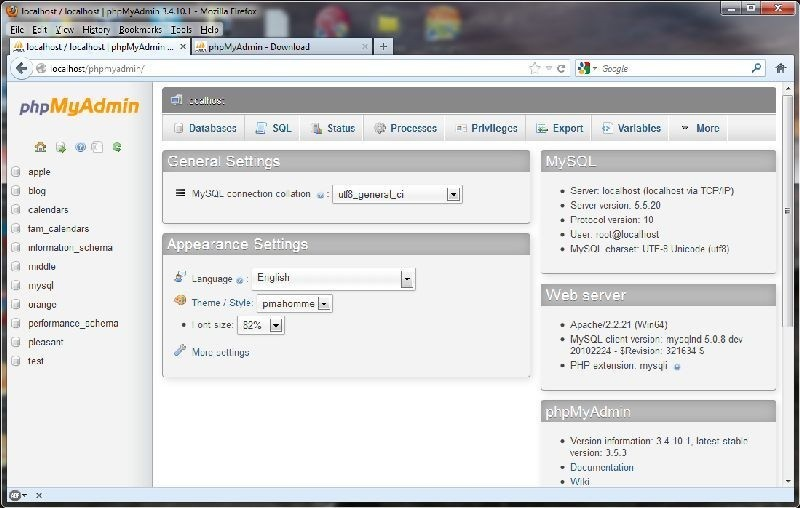 localhost / localhost | phpMyAdmin 3.4.10.1 - Mozilla Firefox
File Edit View History Bookmarks Tools Help
localhost / localhost | phpMyAdmin ...
phpMyAdmin - Download
localhost/phpmyadmin/
Google
phpMyAdmin
apple
blog
calendars
fam_calendars
information_schema
middle
mysql
orange
performance_schema
pleasant
test
localhost
Databases SQL Status Processes Privileges Export Variables More
General Settings
MySQL connection collation : utf8_general_ci
Appearance Settings
Language : English
Theme / Style: pmahomme
Font size: 82%
More settings
MySQL
Server: localhost (localhost via TCP/IP)
Server version: 5.5.20
Protocol version: 10
User: root@localhost
MySQL charset: UTF-8 Unicode (utf8)
Web server
Apache/2.2.21 (Win64)
MySQL client version: mysqlnd 5.0.8-dev -
20102224 - $Revision: 321634 $
PHP extension: mysqli
phpMyAdmin
Version information: 3.4.10.1, latest stable
version: 3.5.3
Documentation
Wiki